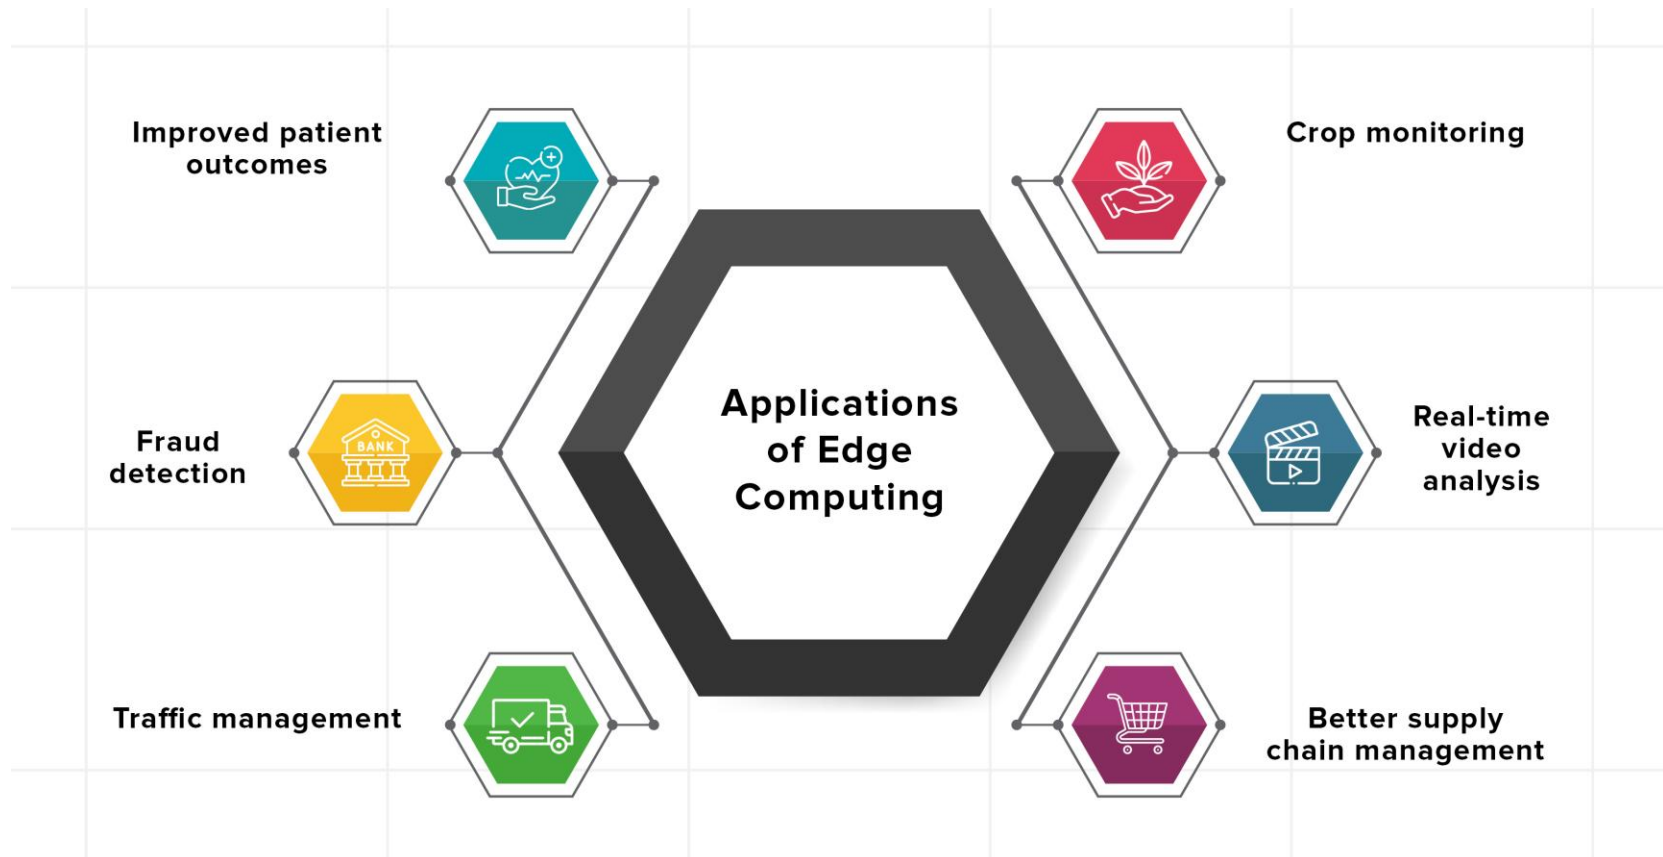 Improved patient
outcomes
Crop monitoring
Applications
of Edge
Computing
Fraud
detection
BANK
Real-time
video
analysis
Traffic management
Better supply
chain management